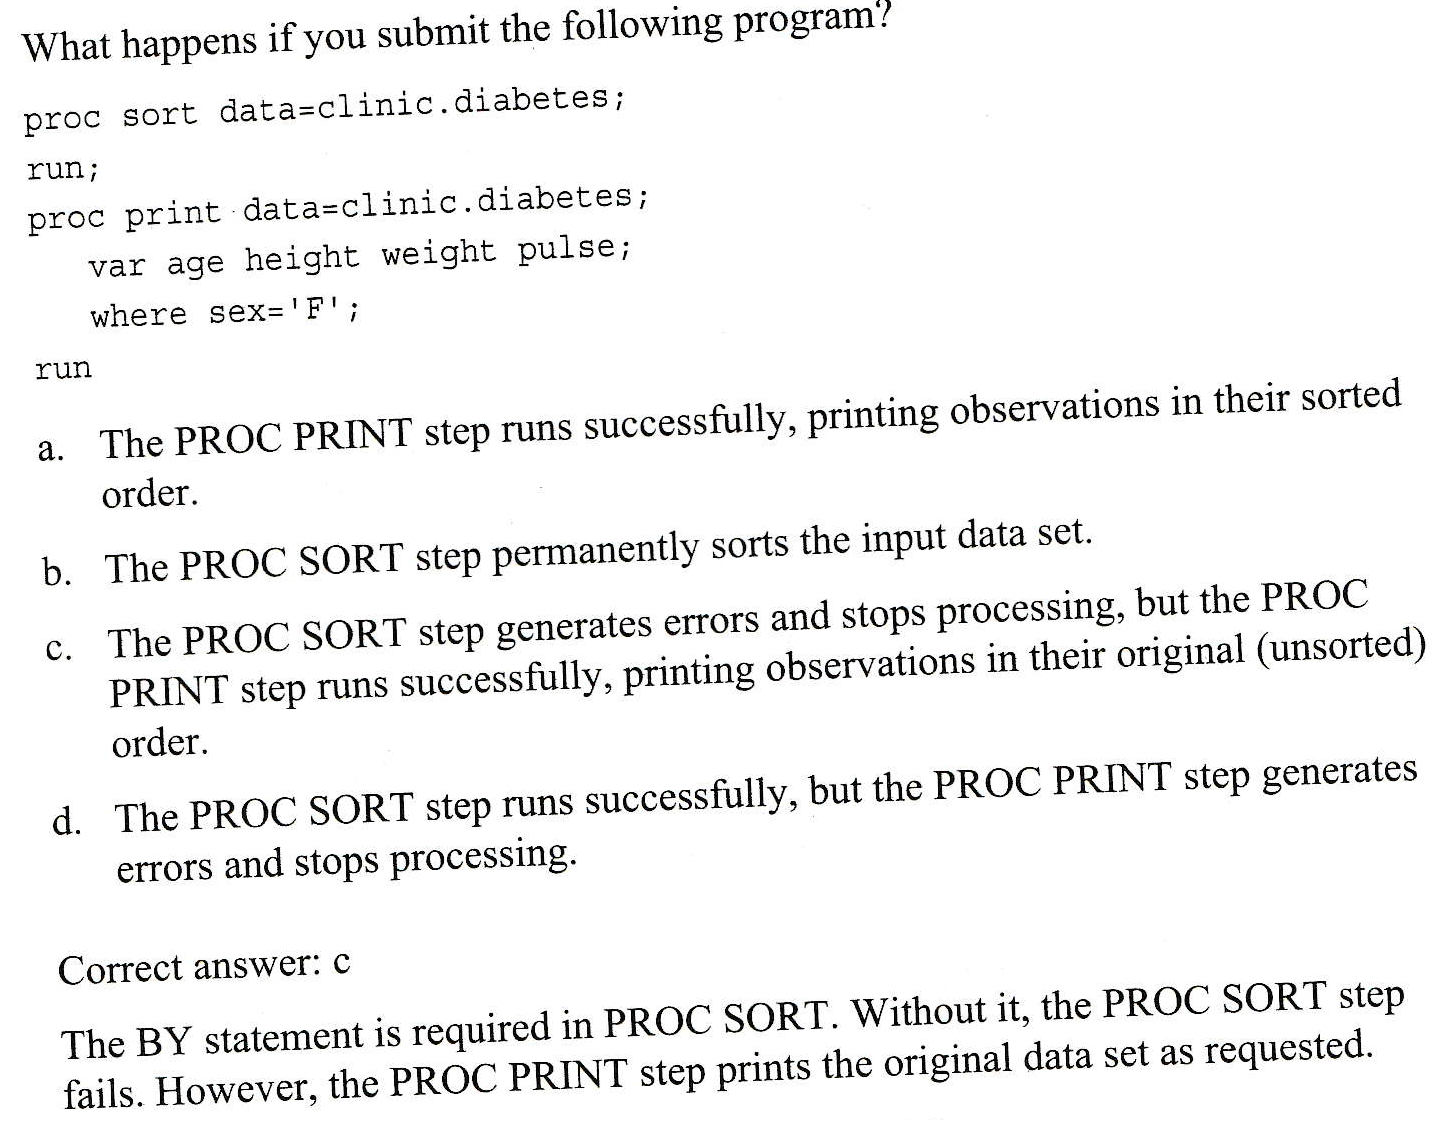 What happens if you submit the following program?
proc sort data=clinic.diabetes;
run;
proc print data=clinic.diabetes;
var age height weight pulse;
where sex='F';
run
a. The PROC PRINT step runs successfully, printing observations in their sorted
order.
b. The PROC SORT step permanently sorts the input data set.
c. The PROC SORT step generates errors and stops processing, but the PROC
PRINT step runs successfully, printing observations in their original (unsorted)
order.
d. The PROC SORT step runs successfully, but the PROC PRINT step generates
errors and stops processing.
Correct answer: c
The BY statement is required in PROC SORT. Without it, the PROC SORT step
fails. However, the PROC PRINT step prints the original data set as requested.